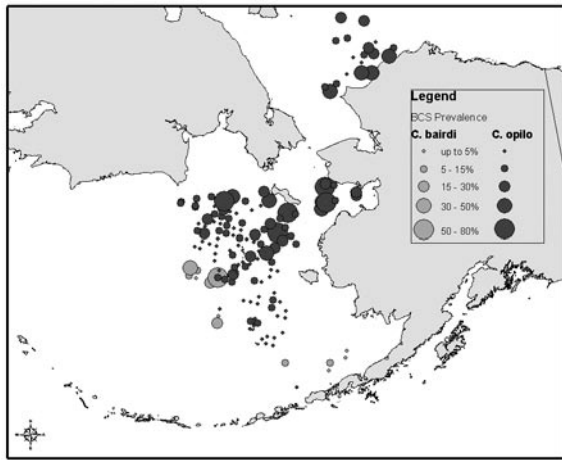 Legend
BCS Prevalence
C. bairdi C. opilo
up to 5%
5 - 15%
15 - 30%
30 - 50%
50 - 80%